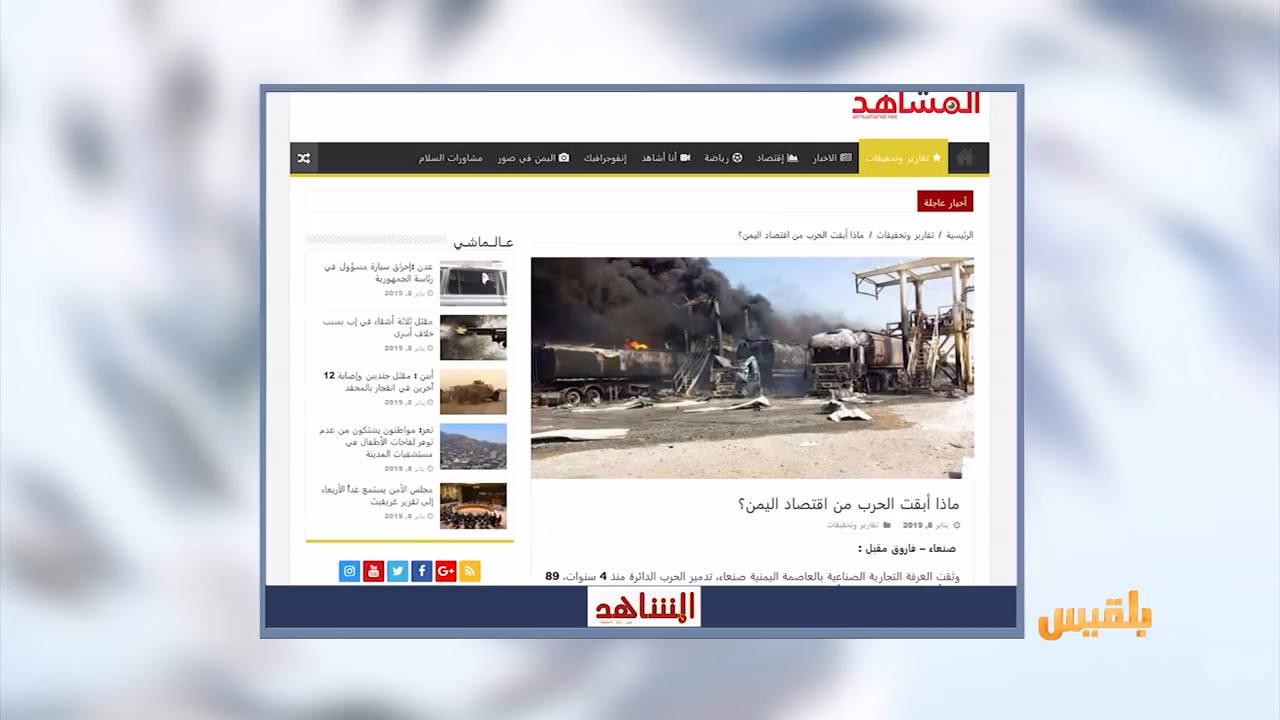 المشاهد
almushahid.net
تقارير وتحقيقات
الاخبار
إقتصاد
رياضة
أنا أشاهد
إنفوجرافيك
اليمن في صور
مشاورات السلام
أخبار عاجلة
الرئيسية / تقارير وتحقيقات / ماذا أبقت الحرب من اقتصاد اليمن؟
ماذا أبقت الحرب من اقتصاد اليمن؟
يناير 8, 2019
تقارير وتحقيقات
صنعاء – فاروق مقبل :
وثقت الغرفة التجارية الصناعية بالعاصمة اليمنية صنعاء، تدمير الحرب الدائرة منذ 4 سنوات، 89
عـالـماشـي
عدن :إحراق سيارة مسؤول في
رئاسة الجمهورية
يناير 8, 2019
مقتل ثلاثة أشقاء في إب بسبب
خلاف أسري
يناير 8, 2019
أبين : مقتل جنديين وإصابة 12
آخرين في انفجار بالمحفد
يناير 8, 2019
تعز: مواطنون يشتكون من عدم
توفر لقاحات الأطفال في
مستشفيات المدينة
يناير 8, 2019
مجلس الأمن يستمع غداً الأربعاء
إلى تقرير غريفيث
يناير 8, 2019
المشاهد
بلقيس